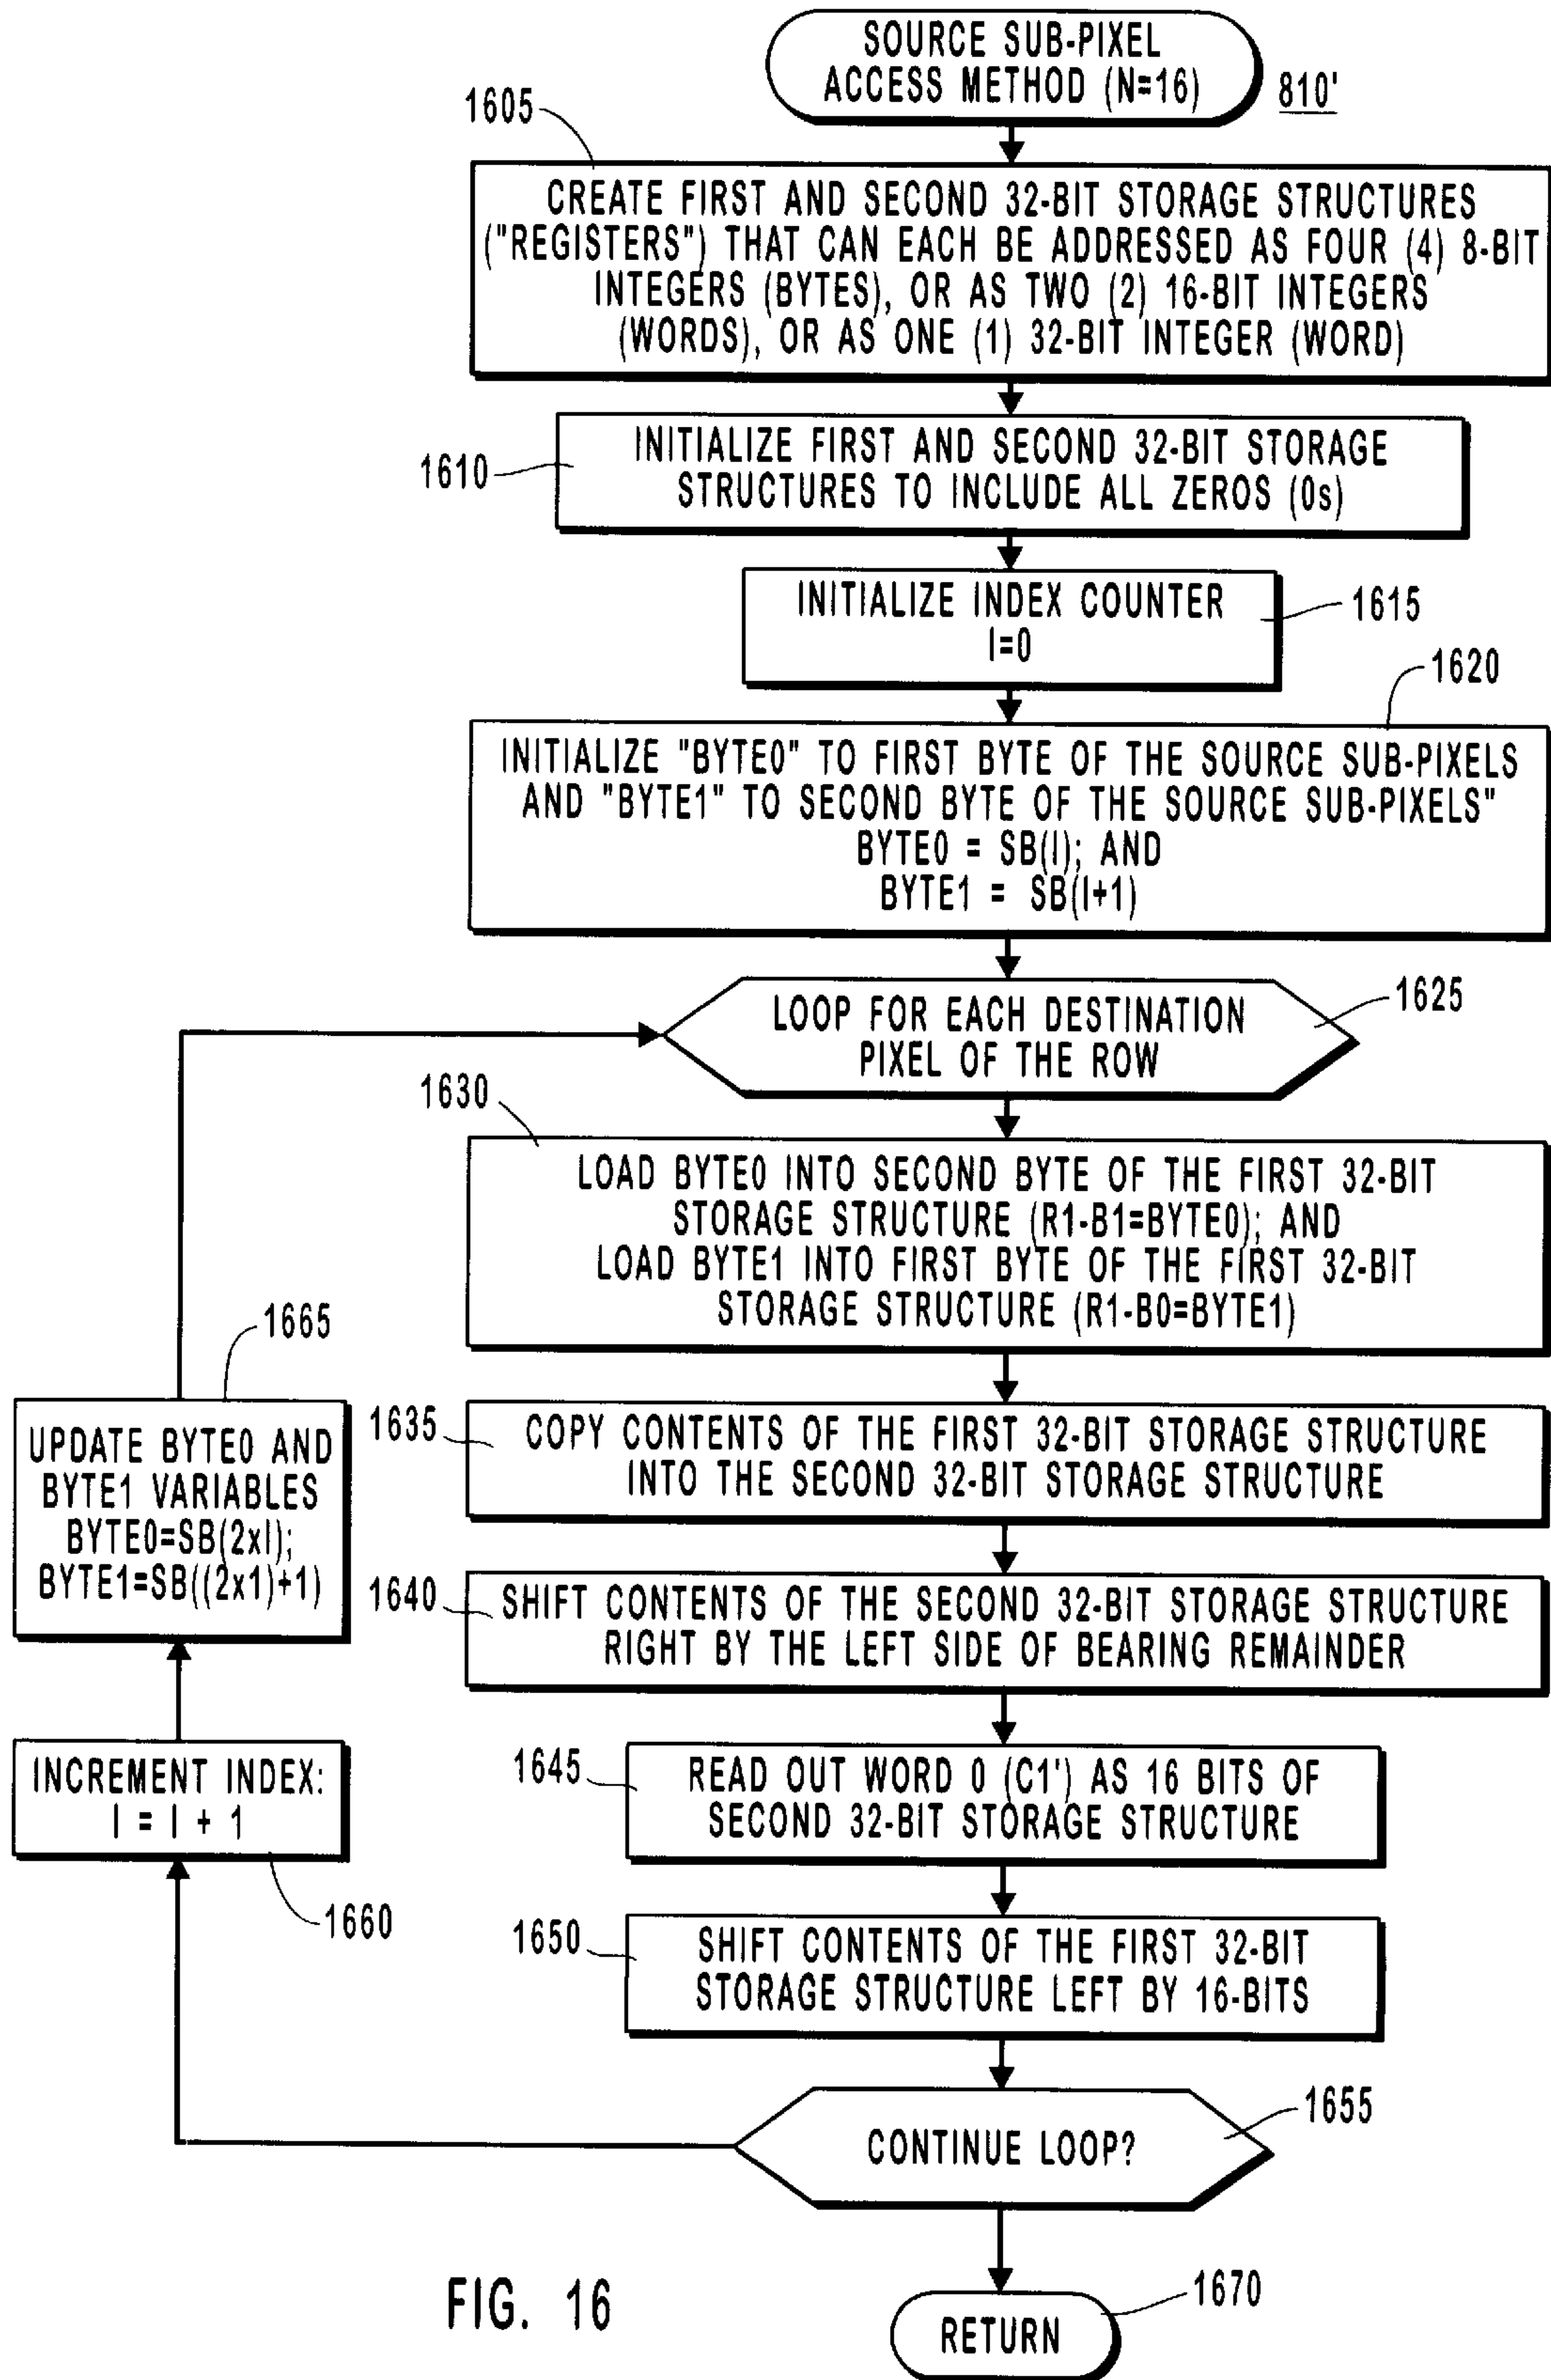 SOURCE SUB-PIXEL
ACCESS METHOD (N=16)
810'
1605
CREATE FIRST AND SECOND 32-BIT STORAGE STRUCTURES
("REGISTERS") THAT CAN EACH BE ADDRESSED AS FOUR (4) 8-BIT
INTEGERS (BYTES), OR AS TWO (2) 16-BIT INTEGERS
(WORDS), OR AS ONE (1) 32-BIT INTEGER (WORD)
1610
INITIALIZE FIRST AND SECOND 32-BIT STORAGE
STRUCTURES TO INCLUDE ALL ZEROS (0s)
INITIALIZE INDEX COUNTER
I=0
1615
1620
INITIALIZE "BYTE0" TO FIRST BYTE OF THE SOURCE SUB-PIXELS
AND "BYTE1" TO SECOND BYTE OF THE SOURCE SUB-PIXELS"
BYTE0 = SB(I); AND
BYTE1 = SB(I+1)
LOOP FOR EACH DESTINATION
PIXEL OF THE ROW
1625
1630
LOAD BYTE0 INTO SECOND BYTE OF THE FIRST 32-BIT
STORAGE STRUCTURE (R1-B1=BYTE0); AND
LOAD BYTE1 INTO FIRST BYTE OF THE FIRST 32-BIT
STORAGE STRUCTURE (R1-B0=BYTE1)
1635
COPY CONTENTS OF THE FIRST 32-BIT STORAGE STRUCTURE
INTO THE SECOND 32-BIT STORAGE STRUCTURE
1640
SHIFT CONTENTS OF THE SECOND 32-BIT STORAGE STRUCTURE
RIGHT BY THE LEFT SIDE OF BEARING REMAINDER
1645
READ OUT WORD 0 (C1') AS 16 BITS OF
SECOND 32-BIT STORAGE STRUCTURE
1650
SHIFT CONTENTS OF THE FIRST 32-BIT
STORAGE STRUCTURE LEFT BY 16-BITS
CONTINUE LOOP?
1655
INCREMENT INDEX:
I = I + 1
1660
1665
UPDATE BYTE0 AND
BYTE1 VARIABLES
BYTE0=SB(2xI);
BYTE1=SB((2x1)+1)
RETURN
1670
FIG. 16